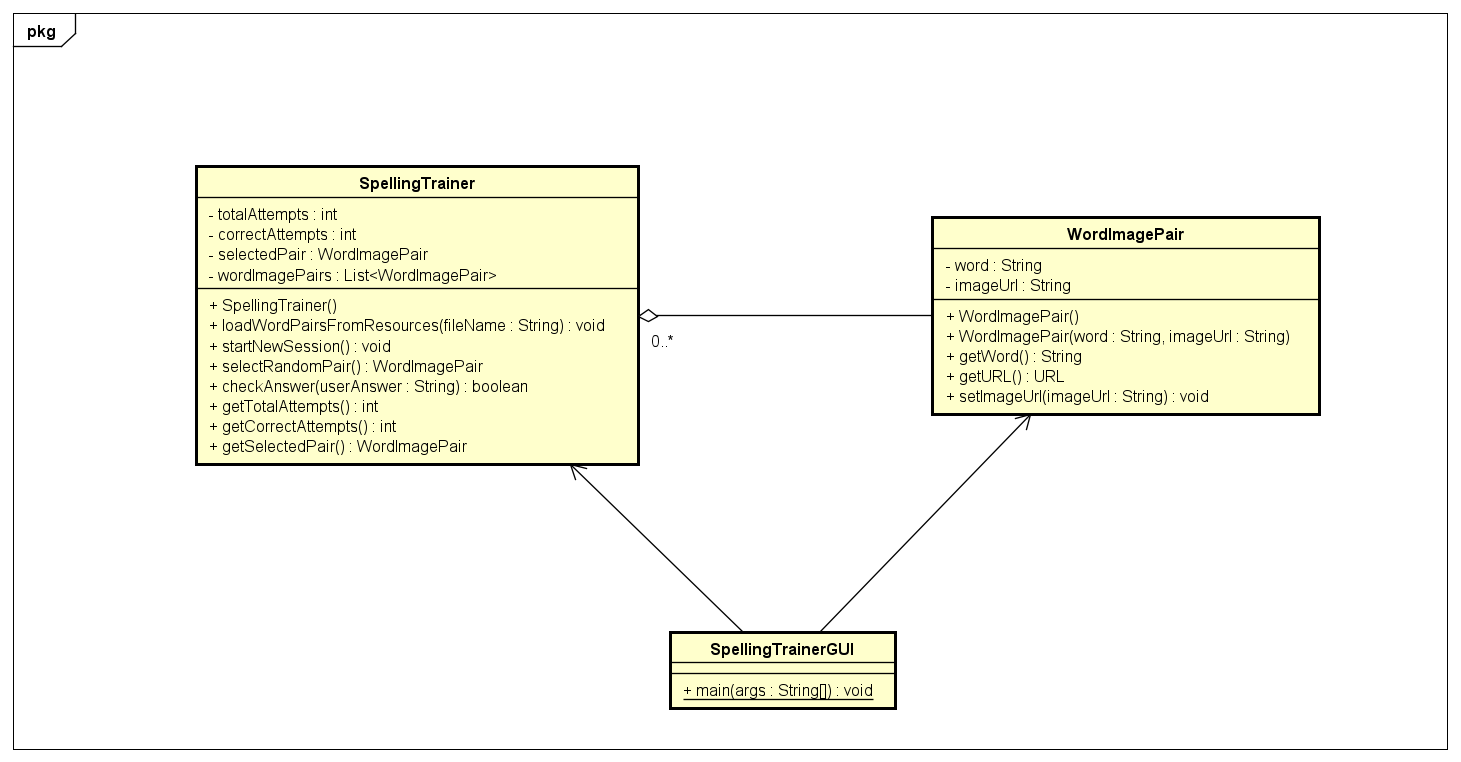 pkg
SpellingTrainer
- totalAttempts : int
- correctAttempts : int
- selectedPair : WordImagePair
- wordImagePairs : List<WordImagePair>
+ SpellingTrainer()
+ loadWordPairsFromResources(fileName : String) : void
+ startNewSession() : void
+ selectRandomPair() : WordImagePair
+ checkAnswer(userAnswer : String) : boolean
+ getTotalAttempts() : int
+ getCorrectAttempts() : int
+ getSelectedPair() : WordImagePair
0..*
WordImagePair
- word : String
- imageUrl : String
+ WordImagePair()
+ WordImagePair(word : String, imageUrl : String)
+ getWord() : String
+ getURL() : URL
+ setImageUrl(imageUrl : String) : void
SpellingTrainerGUI
+ main(args : String[]) : void